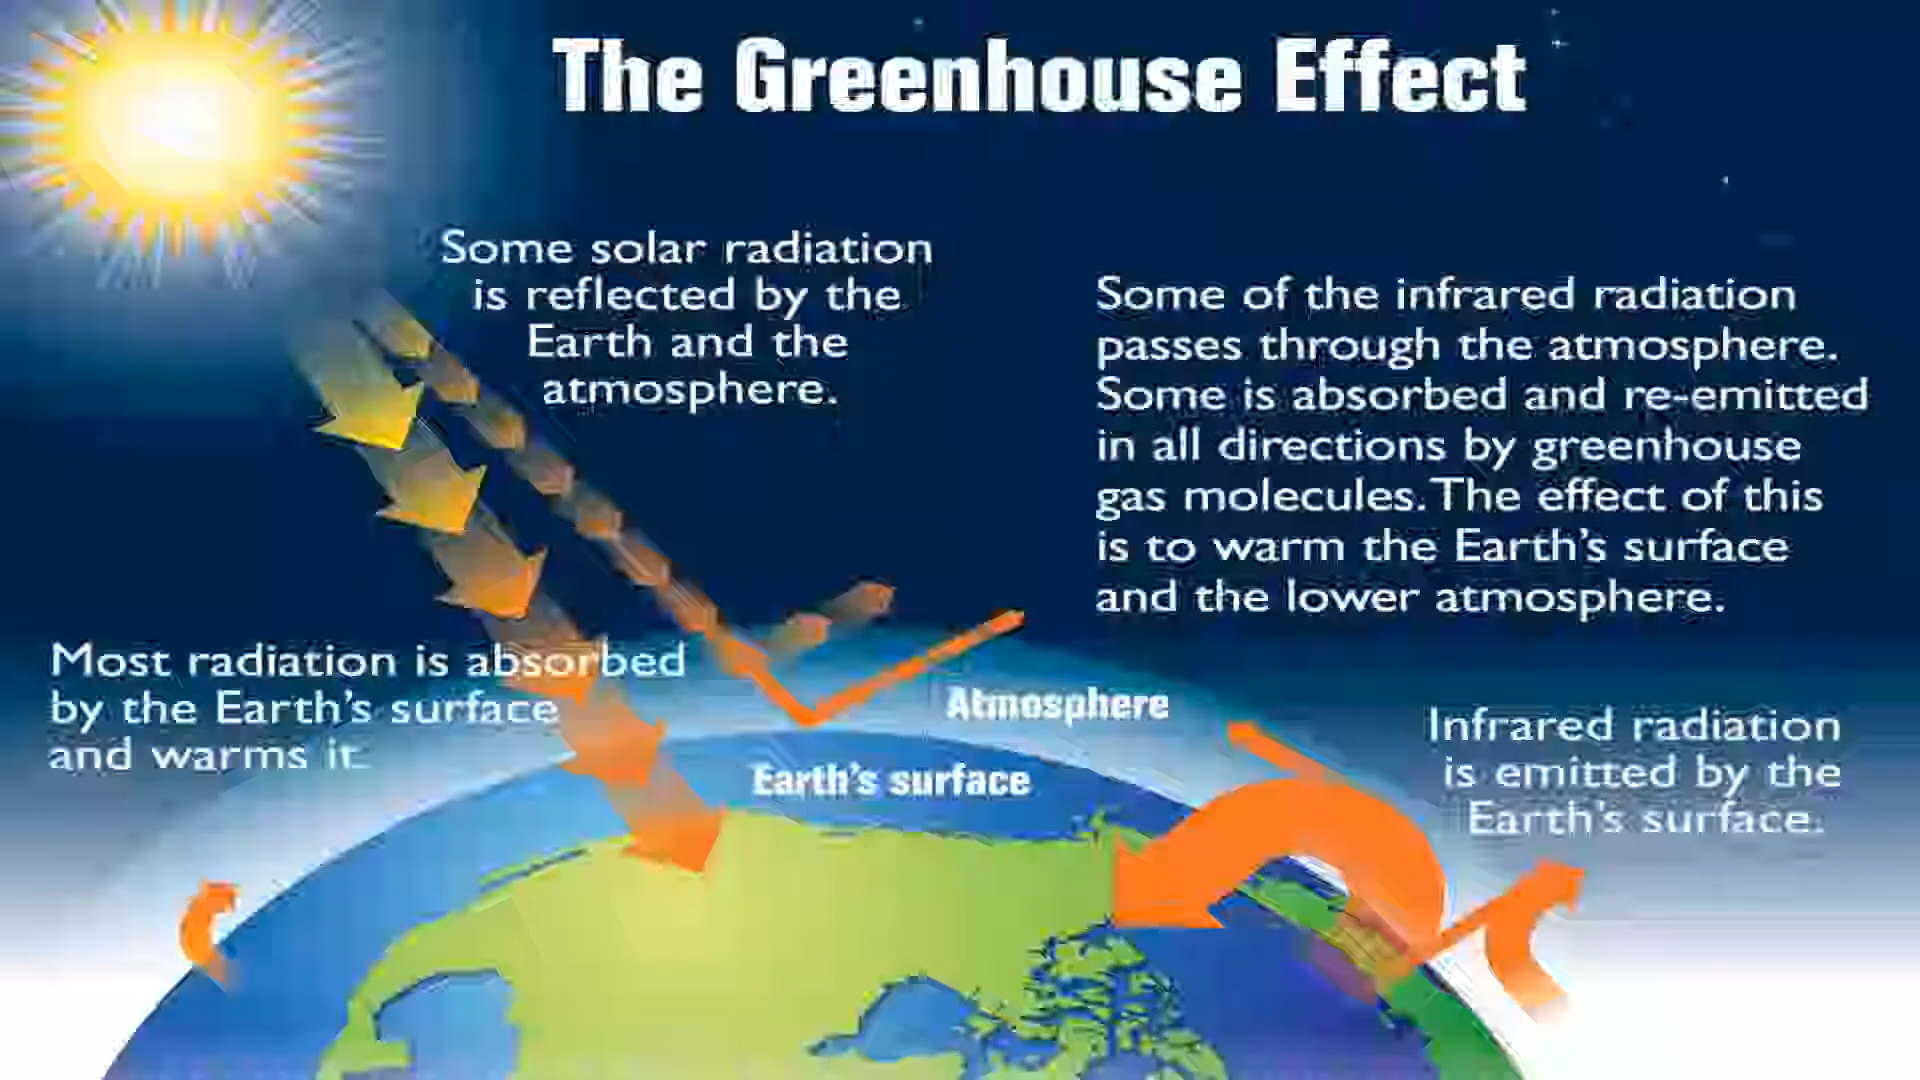 The Greenhouse Effect
Some solar radiation
is reflected by the
Earth and the
atmosphere.
Some of the infrared radiation
passes through the atmosphere.
Some is absorbed and re-emitted
in all directions by greenhouse
gas molecules. The effect of this
is to warm the Earth's surface
and the lower atmosphere.
Most radiation is absorbed
by the Earth's surface
and warms it.
Atmosphere
Earth's surface
Infrared radiation
is emitted by the
Earth's surface.